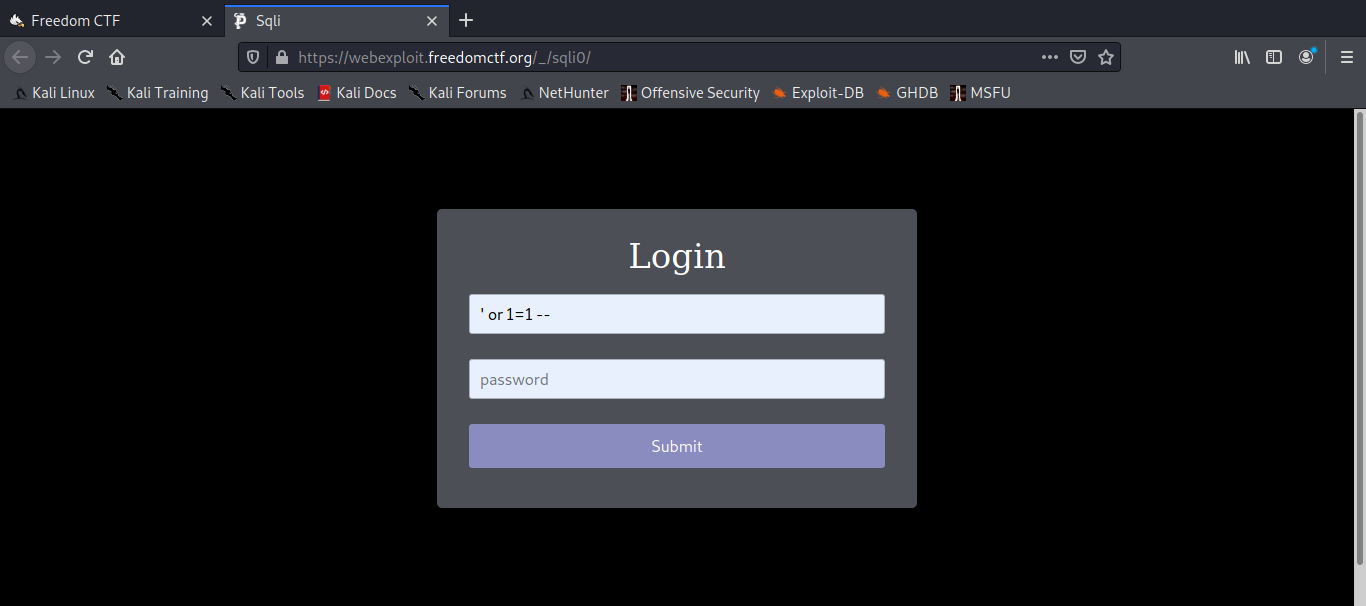 Freedom CTF Sqli
https://webexploit.freedomctf.org/_/sqli0/
Kali Linux Kali Training Kali Tools Kali Docs Kali Forums NetHunter Offensive Security Exploit-DB GHDB MSFU
Login
' or 1=1 --
password
Submit